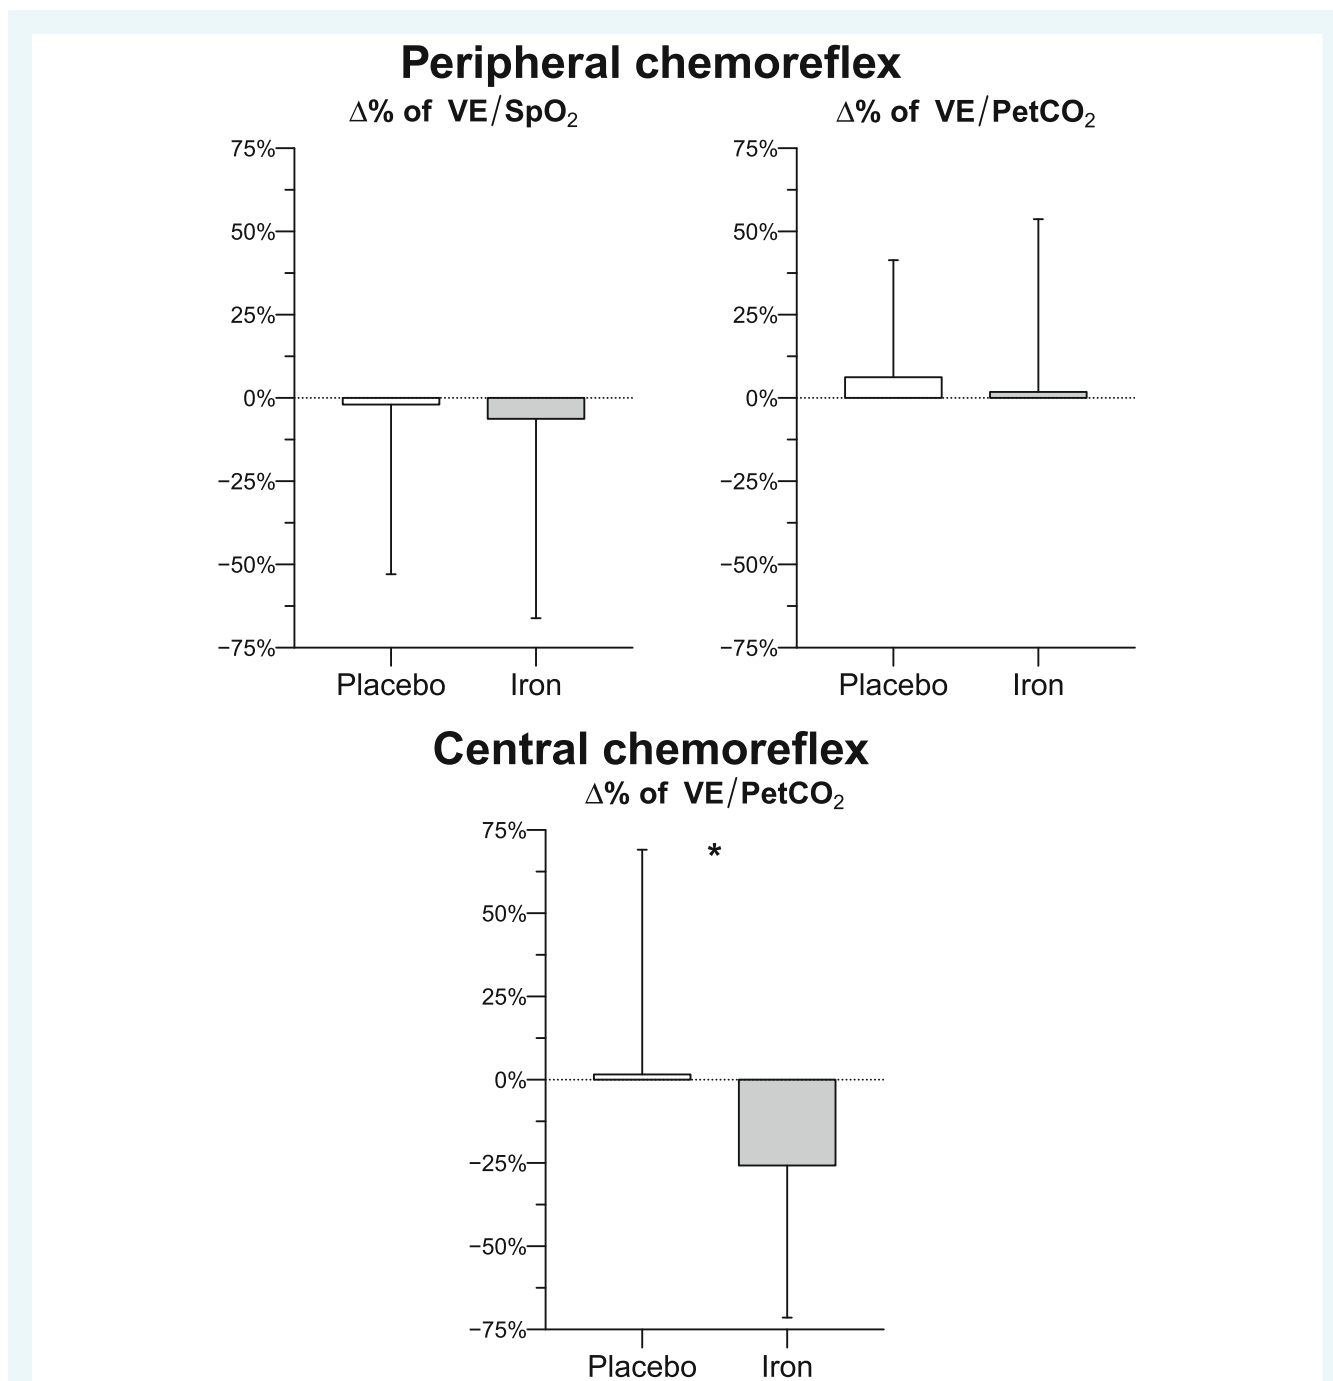 Peripheral chemoreflex
Δ% of VE/SpO₂
75%
50%
25%
0%
−25%
−50%
−75%
Placebo Iron
Δ% of VE/PetCO₂
75%
50%
25%
0%
−25%
−50%
−75%
Placebo Iron
Central chemoreflex
Δ% of VE/PetCO₂
75%
*
50%
25%
0%
−25%
−50%
−75%
Placebo Iron